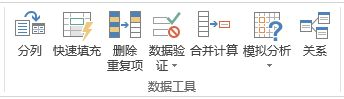 分列 快速填充 删除 数据验 合并计算 模拟分析 关系
重复项 证
数据工具